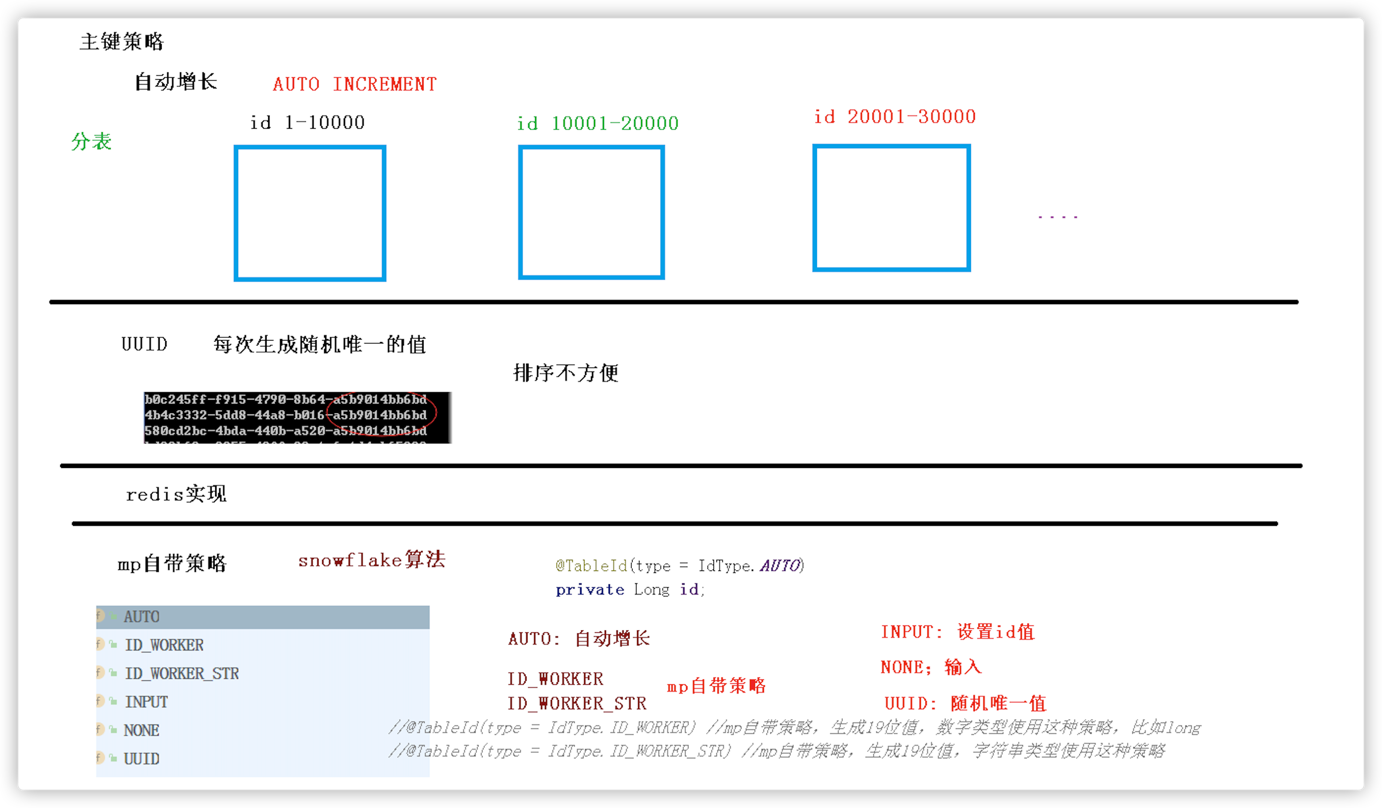 主键策略
自动增长 AUTO INCREMENT
id 1-10000 id 10001-20000 id 20001-30000
分表
....
UUID 每次生成随机唯一的值
排序不方便
b0c245ff-f915-4790-8b64-a5b9014bb6bd
4b4c3332-5dd8-44a8-b016-a5b9014bb6bd
580cd2bc-4bda-440b-a520-a5b9014bb6bd
redis实现
mp自带策略 snowflake算法
@TableId(type = IdType.AUTO)
private Long id;
AUTO
ID_WORKER
ID_WORKER_STR
INPUT
NONE
UUID
AUTO: 自动增长
ID_WORKER
ID_WORKER_STR
mp自带策略
INPUT: 设置id值
NONE; 输入
UUID: 随机唯一值
//@TableId(type = IdType.ID_WORKER) //mp自带策略，生成19位值，数字类型使用这种策略，比如long
//@TableId(type = IdType.ID_WORKER_STR) //mp自带策略，生成19位值，字符串类型使用这种策略